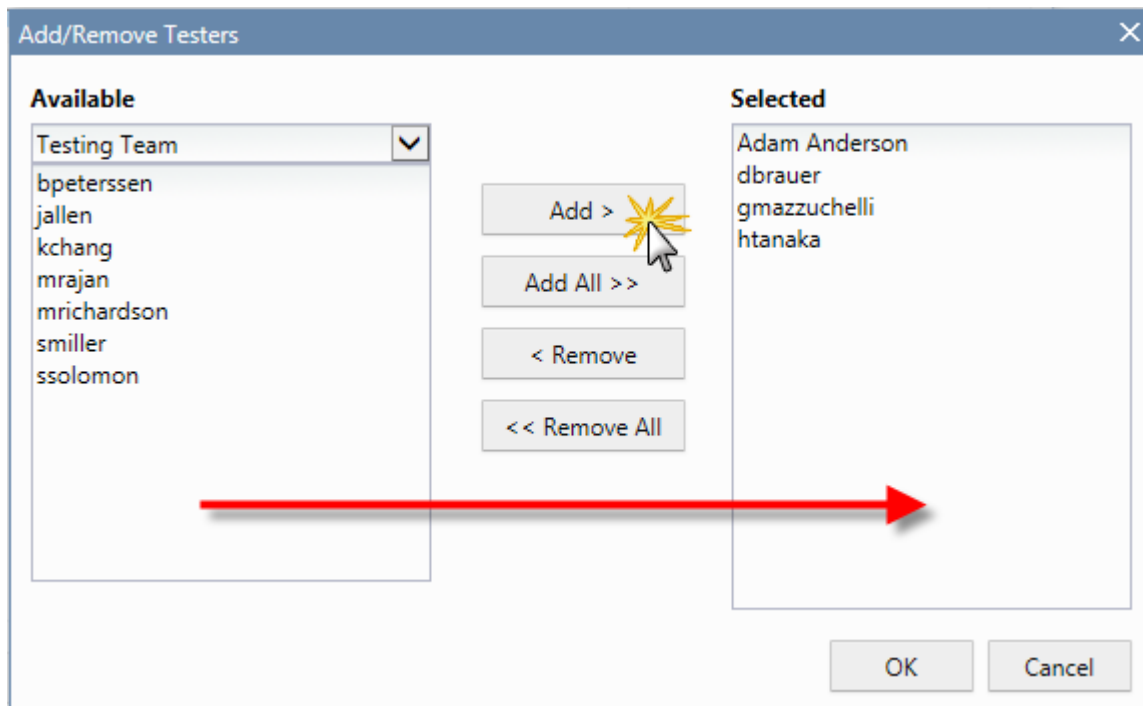 Add/Remove Testers
Available
Testing Team
bpeterssen
jallen
kchang
mrajan
mrichardson
smiller
ssolomon
Add >
Add All >>
< Remove
<< Remove All
Selected
Adam Anderson
dbrauer
gmazzuchelli
htanaka
OK
Cancel